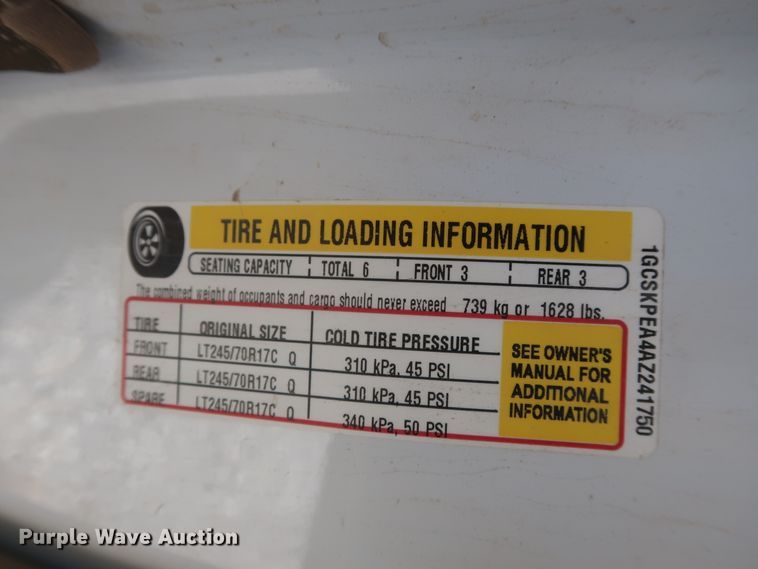 TIRE AND LOADING INFORMATION
SEATING CAPACITY TOTAL 6 FRONT 3 REAR 3
The combined weight of occupants and cargo should never exceed 739 kg or 1628 lbs.
TIRE ORIGINAL SIZE COLD TIRE PRESSURE
FRONT LT245/70R17C Q 310 kPa, 45 PSI
REAR LT245/70R17C Q 310 kPa, 45 PSI
SPARE LT245/70R17C Q 340 kPa, 50 PSI
SEE OWNER'S
MANUAL FOR
ADDITIONAL
INFORMATION
1GCSKPEA4AZ241750
Purple Wave Auction